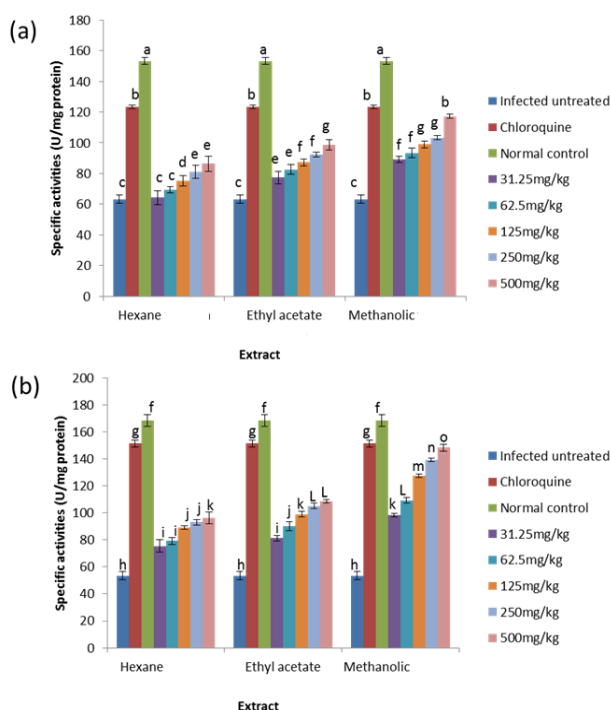 (a)
Specific activities (U/mg protein)
180
160
140
120
100
80
60
40
20
0
c b a c c d e e
c b a e e f f g
c b a f f g g b
Hexane Ethyl acetate Methanolic
Extract
Infected untreated
Chloroquine
Normal control
31.25mg/kg
62.5mg/kg
125mg/kg
250mg/kg
500mg/kg
(b)
Specific activities (U/mg protein)
200
180
160
140
120
100
80
60
40
20
0
h g f i i j j k
h g f i j k L L
h g f k L m n o
Hexane Ethyl acetate Methanolic
Extract
Infected untreated
Chloroquine
Normal control
31.25mg/kg
62.5mg/kg
125mg/kg
250mg/kg
500mg/kg